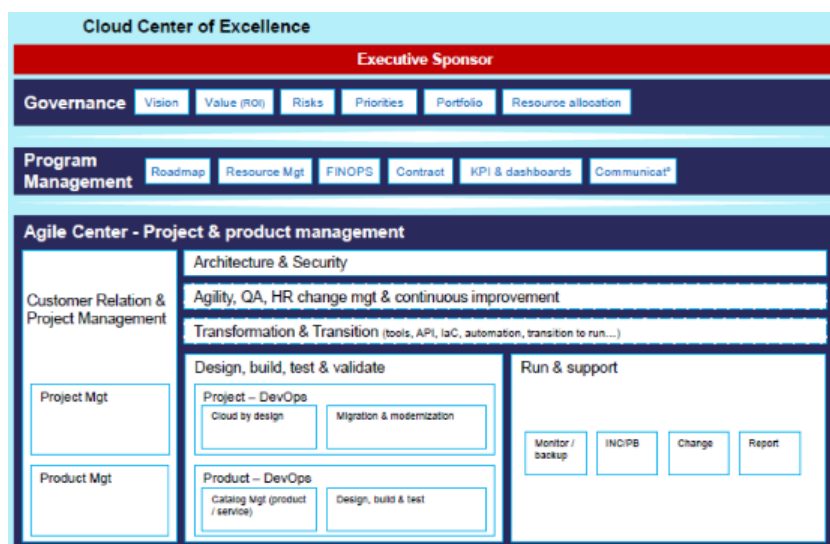 Cloud Center of Excellence
Executive Sponsor
Governance
Vision
Value (ROI)
Risks
Priorities
Portfolio
Resource allocation
Program
Management
Roadmap
Resource Mgt
FINOPS
Contract
KPI & dashboards
Communicatº
Agile Center - Project & product management
Customer Relation &
Project Management
Project Mgt
Product Mgt
Architecture & Security
Agility, QA, HR change mgt & continuous improvement
Transformation & Transition (tools, API, IaC, automation, transition to run...)
Design, build, test & validate
Project – DevOps
Cloud by design
Migration & modernization
Product – DevOps
Catalog Mgt (product
/ service)
Design, build & test
Run & support
Monitor /
backup
INC/PB
Change
Report